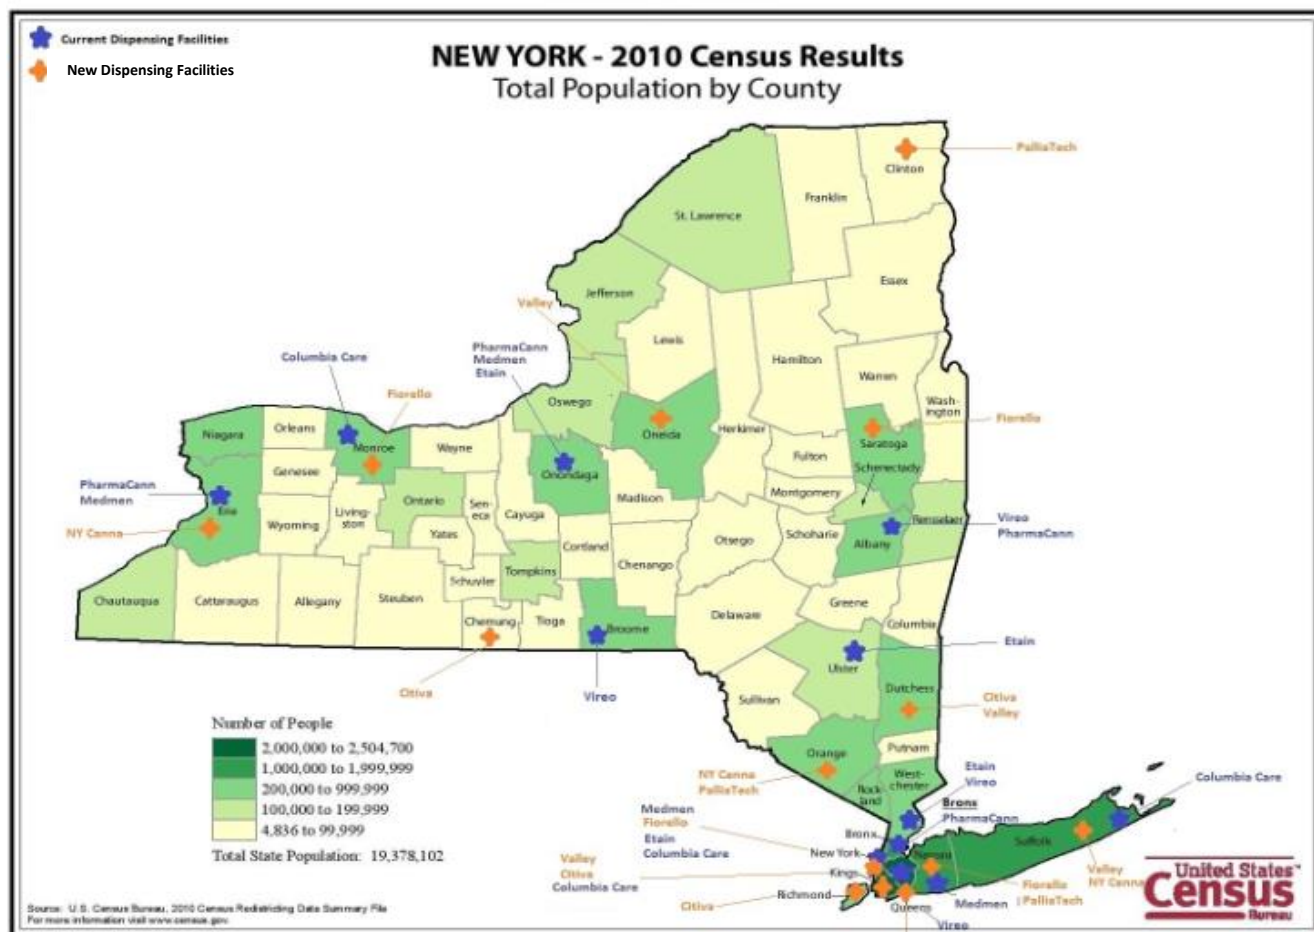 Current Dispensing Facilities
New Dispensing Facilities
NEW YORK - 2010 Census Results
Total Population by County
PalliaTech
Clinton
Franklin
St. Lawrence
Essex
Jefferson
Valley
Lewis
Hamilton
PharmaCann
Medmen
Etain
Columbia Care
Warren
Wash-
ington
Fiorello
Oswego
Fiorello
Niagara
Orleans
Monroe
Wayne
Oneida
Herkimer
Saratoga
Fulton
Schenectady
Genesee
Onondaga
Madison
Montgomery
PharmaCann
Medmen
Erie
NY Canna
Wyoming
Living-
ston
Ontario
Sen-
eca
Yates
Cayuga
Cortland
Chenango
Otsego
Schoharie
Albany
Rensselaer
Vireo
PharmaCann
Chautauqua
Cattaraugus
Allegany
Steuben
Schuyler
Tompkins
Chemung
Tioga
Broome
Delaware
Greene
Columbia
Etain
Ulster
Citiva
Vireo
Sullivan
Dutchess
Citiva
Valley
Number of People
2,000,000 to 2,504,700
1,000,000 to 1,999,999
200,000 to 999,999
100,000 to 199,999
4,836 to 99,999
Total State Population: 19,378,102
Orange
Putnam
NY Canna
PalliaTech
Rock
land
West-
chester
Etain
Vireo
Columbia Care
Medmen
Fiorello
Etain
Columbia Care
Bronx
PharmaCann
Bronx
New York
Nassau
Suffolk
Valley
Citiva
Columbia Care
Kings
Richmond
Citiva
Queens
Vireo
Medmen
Fiorello
PalliaTech
Valley
NY Canna
United States™
Census
Bureau
Source: U.S. Census Bureau, 2010 Census Redistricting Data Summary File
For more information visit www.census.gov.